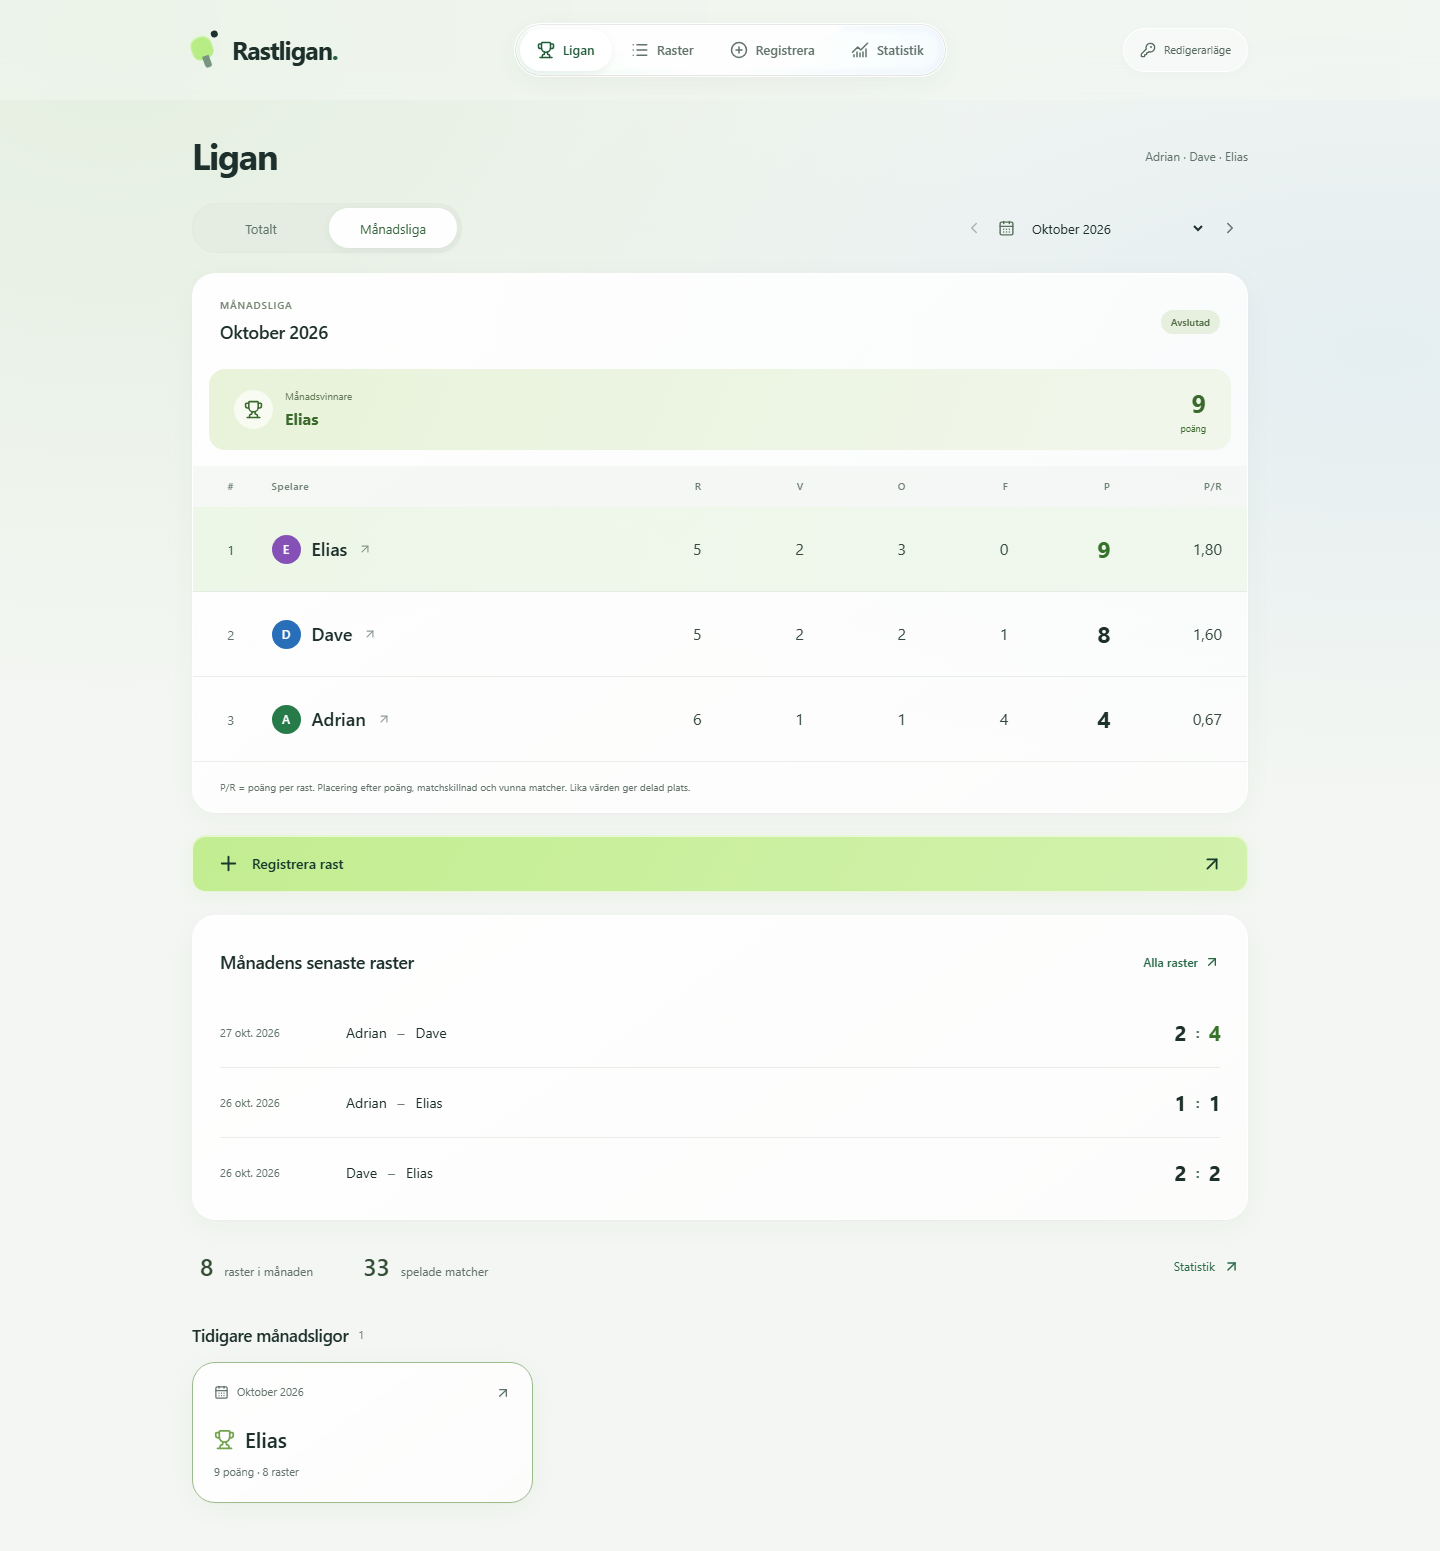 Rastligan.
Ligan
Raster
Registrera
Statistik
Redigerarläge
Ligan
Adrian · Dave · Elias
Totalt
Månadsliga
Oktober 2026
MÅNADSLIGA
Oktober 2026
Avslutad
Månadsvinnare
Elias
9
poäng
# Spelare R V O F P P/R
1 E Elias 5 2 3 0 9 1,80
2 D Dave 5 2 2 1 8 1,60
3 A Adrian 6 1 1 4 4 0,67
P/R = poäng per rast. Placering efter poäng, matchskillnad och vunna matcher. Lika värden ger delad plats.
Registrera rast
Månadens senaste raster
Alla raster
27 okt. 2026 Adrian – Dave 2 : 4
26 okt. 2026 Adrian – Elias 1 : 1
26 okt. 2026 Dave – Elias 2 : 2
8 raster i månaden 33 spelade matcher
Statistik
Tidigare månadsligor 1
Oktober 2026
Elias
9 poäng · 8 raster